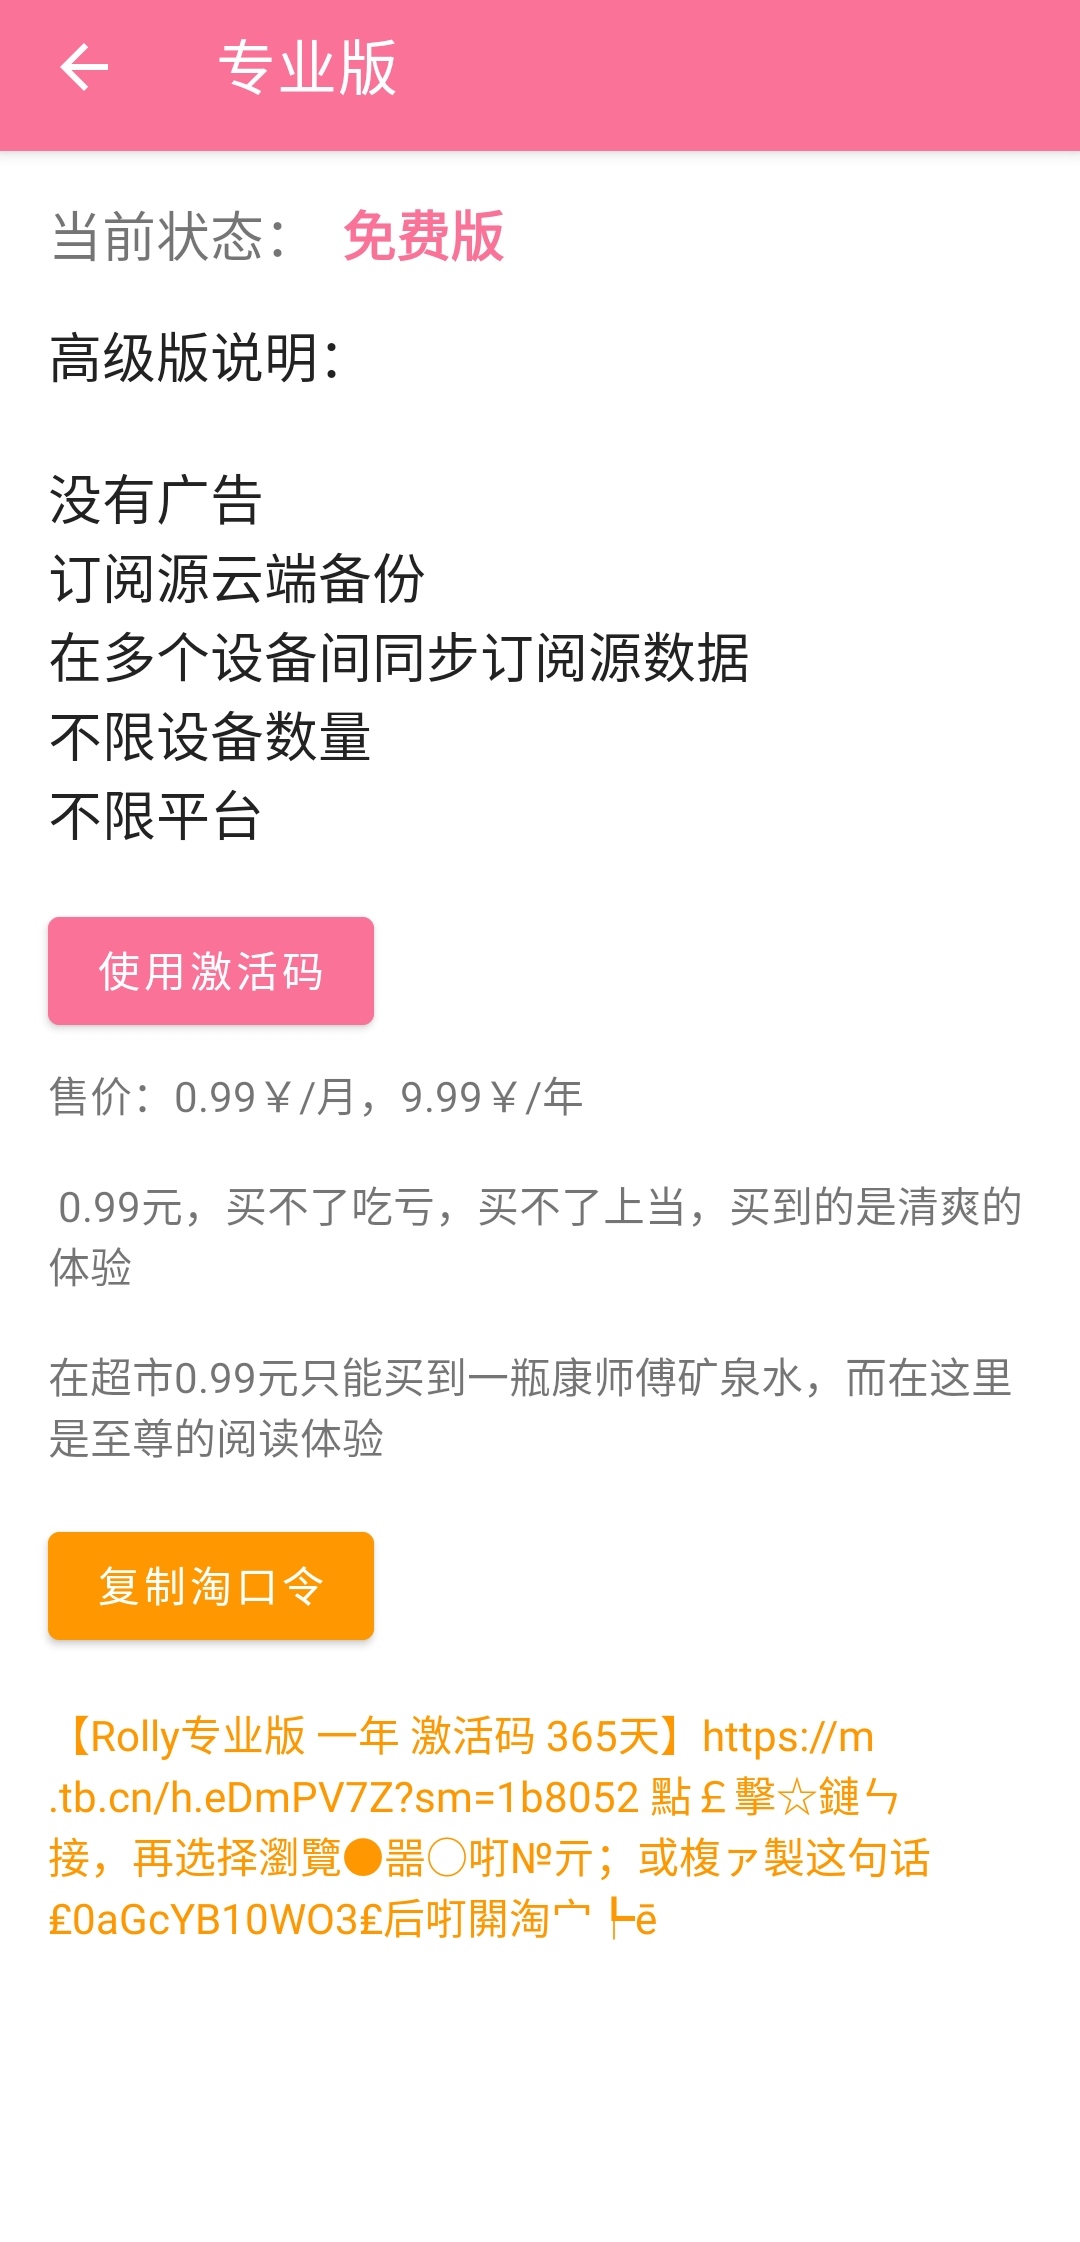 专业版
当前状态： 免费版
高级版说明：
没有广告
订阅源云端备份
在多个设备间同步订阅源数据
不限设备数量
不限平台
使用激活码
售价：0.99￥/月，9.99￥/年
0.99元，买不了吃亏，买不了上当，买到的是清爽的
体验
在超市0.99元只能买到一瓶康师傅矿泉水，而在这里
是至尊的阅读体验
复制淘口令
【Rolly专业版 一年 激活码 365天】https://m
.tb.cn/h.eDmPV7Z?sm=1b8052 點￡擊☆鏈ㄣ
接，再选择瀏覽●噐○咑№亓；或椱ァ製这句话
₤0aGcYB10WO3₤后咑閞淘宀┡ē